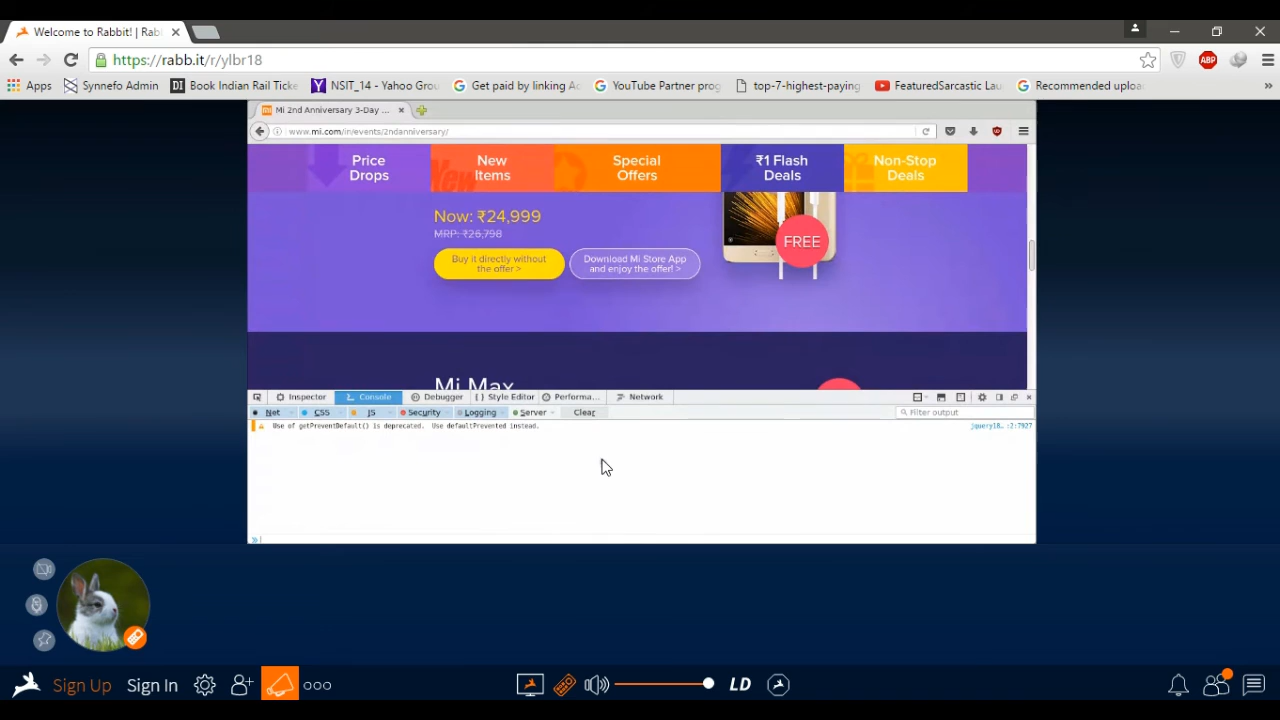 Welcome to Rabbit! | Rab
https://rabb.it/r/ylbr18
ABP
Apps
Synnefo Admin
DI Book Indian Rail Ticke
NSIT_14 - Yahoo Grou
Get paid by linking Ac
YouTube Partner prog
top-7-highest-paying
FeaturedSarcastic Lau
Recommended uploa
»
Mi 2nd Anniversary 3-Day ...
www.mi.com/in/events/2ndanniversary/
Price
Drops
New
Items
Special
Offers
₹1 Flash
Deals
Non-Stop
Deals
Now: ₹24,999
MRP: ₹26,798
FREE
Buy it directly without
the offer >
Download Mi Store App
and enjoy the offer! >
Mi Max
Inspector
Console
Debugger
Style Editor
Performa...
Network
Net
CSS
JS
Security
Logging
Server
Clear
Filter output
Use of getPreventDefault() is deprecated. Use defaultPrevented instead.
jquery18...:2:7927
»
Sign Up
Sign In
LD